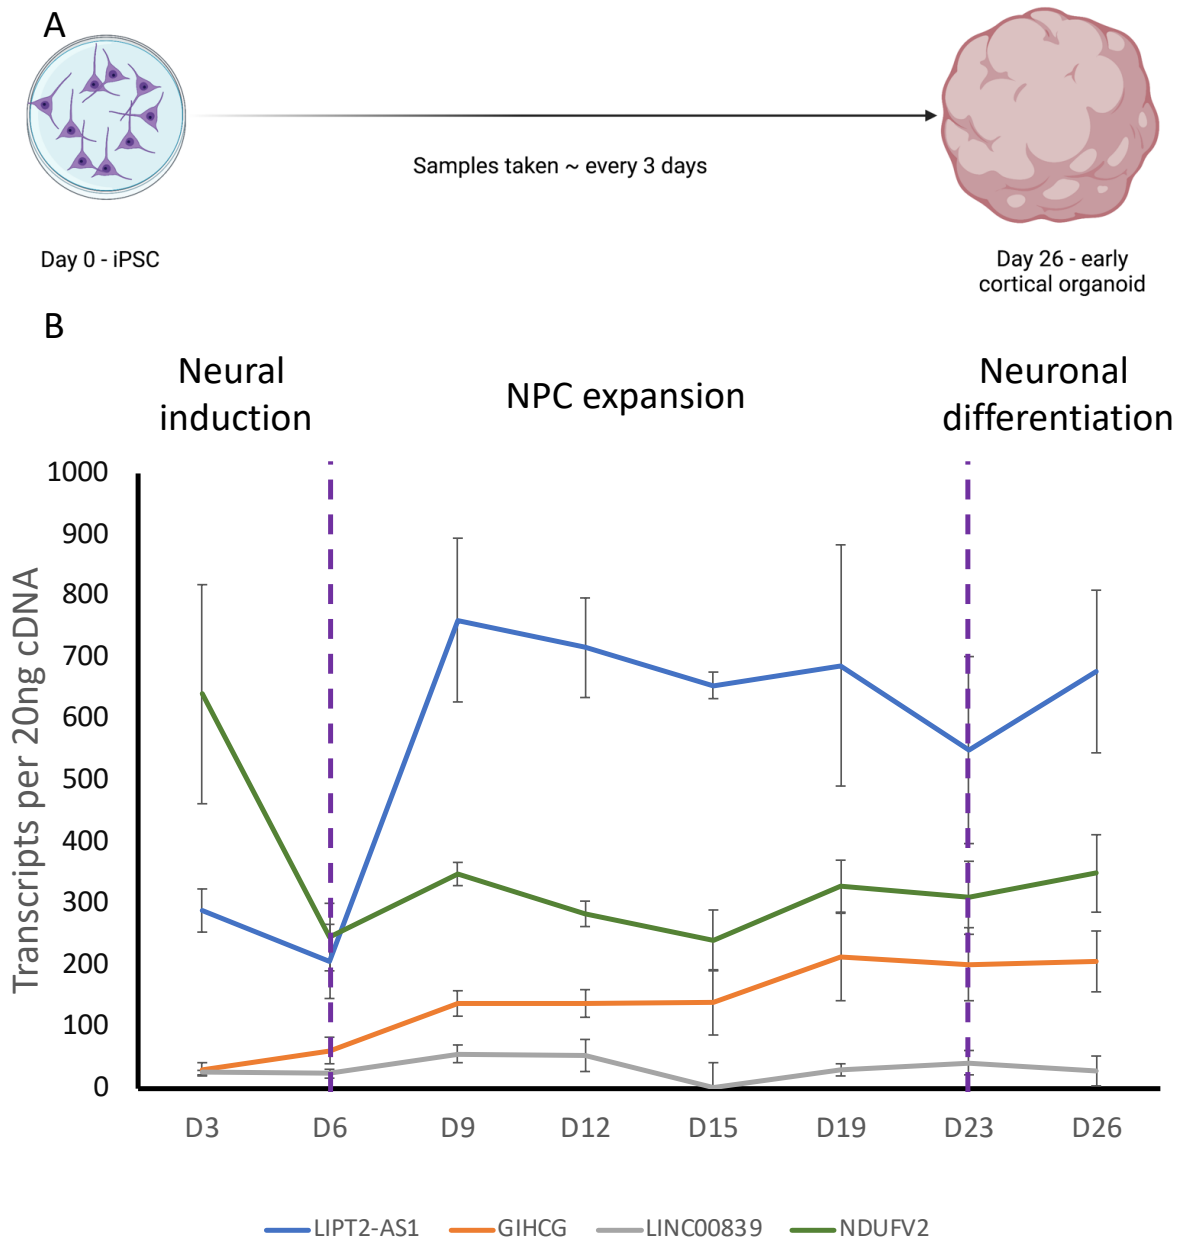 A
Samples taken ~ every 3 days
Day 0 - iPSC
Day 26 - early
cortical organoid
B
Neural
induction
NPC expansion
Neuronal
differentiation
Transcripts per 20ng cDNA
1000
900
800
700
600
500
400
300
200
100
0
D3 D6 D9 D12 D15 D19 D23 D26
LIPT2-AS1 GIHCG LINC00839 NDUFV2